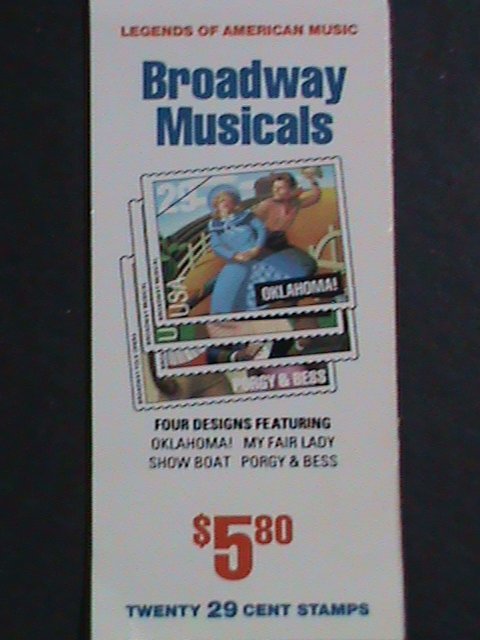 LEGENDS OF AMERICAN MUSIC
Broadway
Musicals
29
USA
OKLAHOMA!
U
PORGY & BESS
FOUR DESIGNS FEATURING
OKLAHOMA! MY FAIR LADY
SHOW BOAT PORGY & BESS
$5.80
TWENTY 29 CENT STAMPS